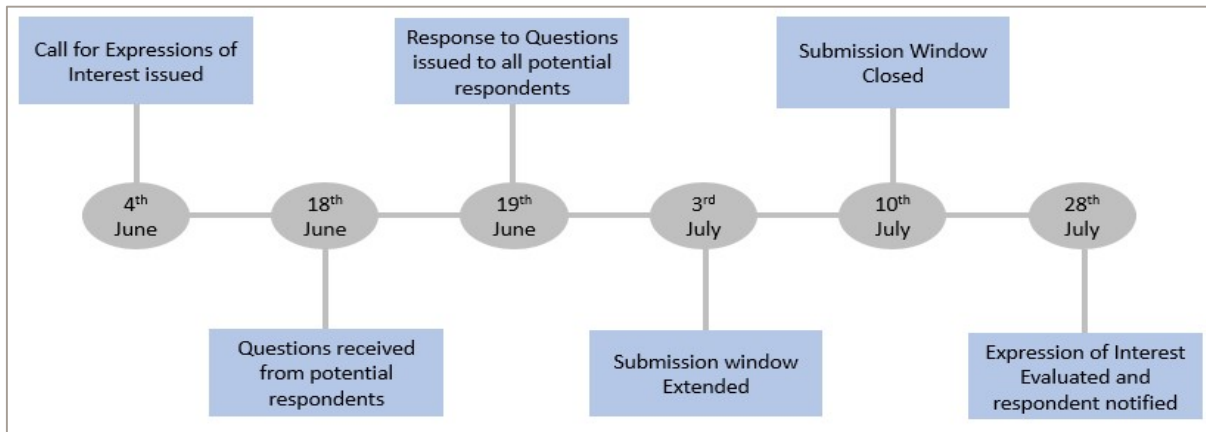 Call for Expressions of
Interest issued
Response to Questions
issued to all potential
respondents
Submission Window
Closed
4th
June
18th
June
19th
June
3rd
July
10th
July
28th
July
Questions received
from potential
respondents
Submission window
Extended
Expression of Interest
Evaluated and
respondent notified